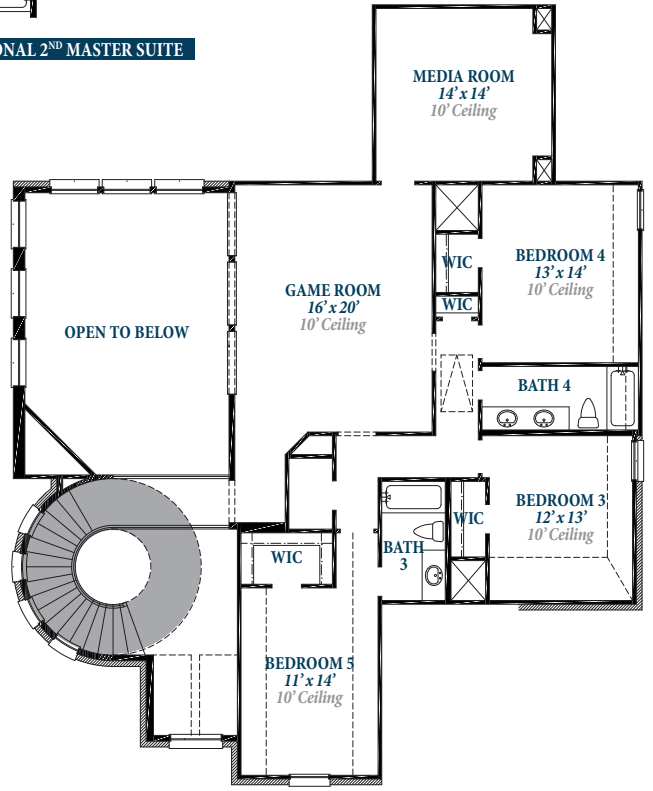 ONAL 2ND MASTER SUITE
MEDIA ROOM
14' x 14'
10' Ceiling
BEDROOM 4
13' x 14'
10' Ceiling
WIC
GAME ROOM
16' x 20'
10' Ceiling
WIC
OPEN TO BELOW
BATH 4
BEDROOM 3
12' x 13'
10' Ceiling
WIC
BATH
3
WIC
BEDROOM 5
11' x 14'
10' Ceiling